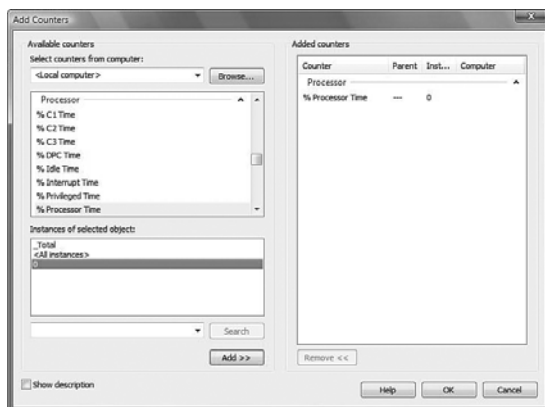 Add Counters
Available counters
Select counters from computer:
<Local computer>
Browse...
Processor
% C1 Time
% C2 Time
% C3 Time
% DPC Time
% Idle Time
% Interrupt Time
% Privileged Time
% Processor Time
Instances of selected object:
_Total
<All instances>
0
Search
Add >>
Show description
Added counters
Counter Parent Inst... Computer
Processor
% Processor Time --- 0
Remove <<
Help OK Cancel